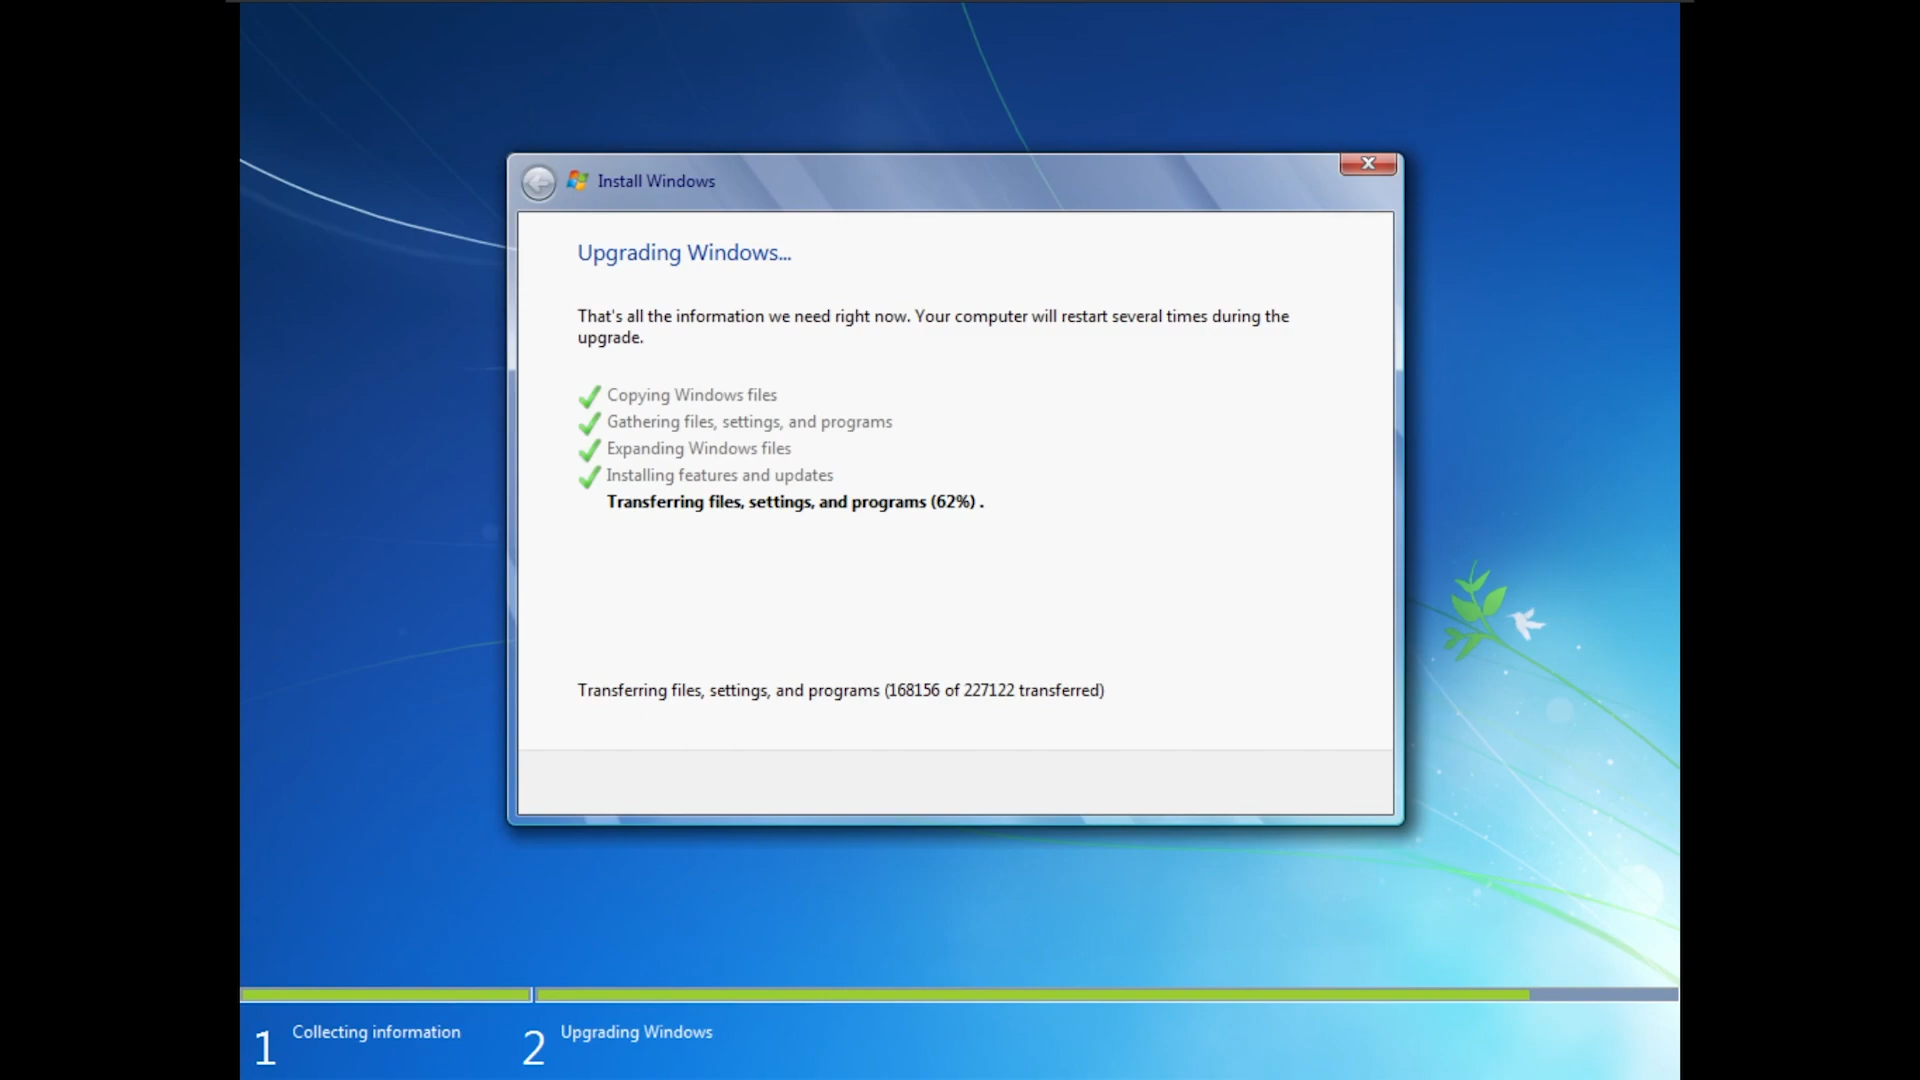 Install Windows
Upgrading Windows...
That's all the information we need right now. Your computer will restart several times during the
upgrade.
Copying Windows files
Gathering files, settings, and programs
Expanding Windows files
Installing features and updates
Transferring files, settings, and programs (62%) .
Transferring files, settings, and programs (168156 of 227122 transferred)
1 Collecting information
2 Upgrading Windows